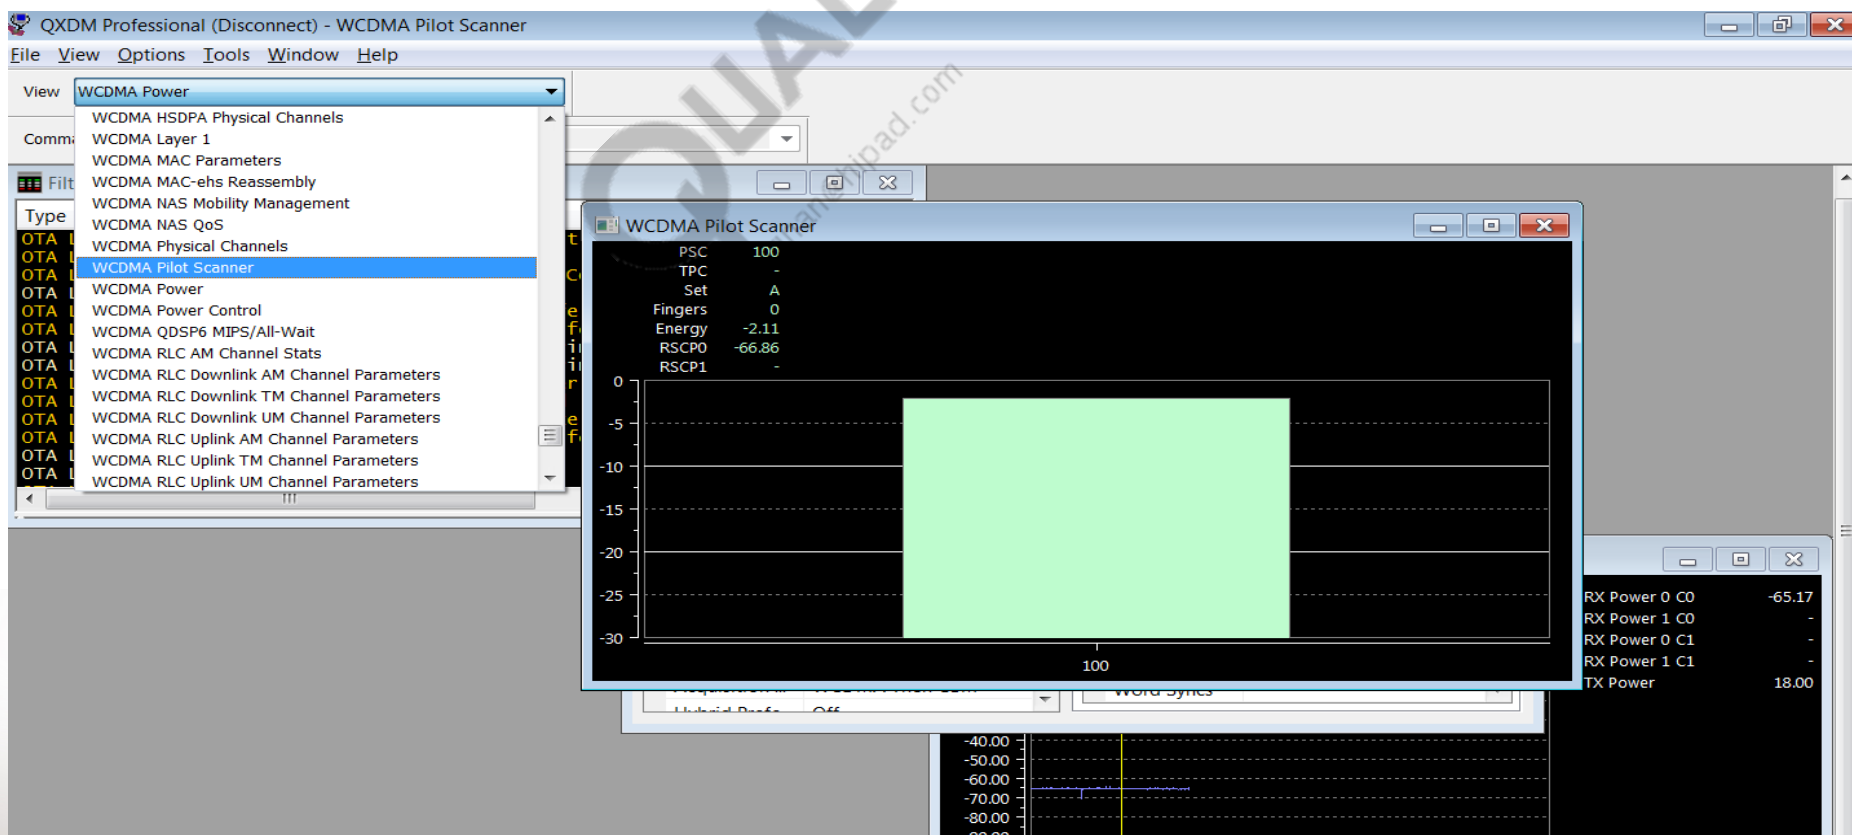 QXDM Professional (Disconnect) - WCDMA Pilot Scanner
File View Options Tools Window Help
View WCDMA Power
WCDMA HSDPA Physical Channels
Comma WCDMA Layer 1
WCDMA MAC Parameters
Filt WCDMA MAC-ehs Reassembly
WCDMA NAS Mobility Management
Type WCDMA NAS QoS
WCDMA Physical Channels
WCDMA Pilot Scanner
WCDMA Power
WCDMA Power Control
WCDMA QDSP6 MIPS/All-Wait
WCDMA RLC AM Channel Stats
WCDMA RLC Downlink AM Channel Parameters
WCDMA RLC Downlink TM Channel Parameters
WCDMA RLC Downlink UM Channel Parameters
WCDMA RLC Uplink AM Channel Parameters
WCDMA RLC Uplink TM Channel Parameters
WCDMA RLC Uplink UM Channel Parameters
OTA L
OTA L
OTA L
OTA L
OTA L
OTA L
OTA L
OTA L
OTA L
OTA L
OTA L
OTA L
OTA L
OTA L
WCDMA Pilot Scanner
PSC 100
TPC -
Set A
Fingers 0
Energy -2.11
RSCP0 -66.86
RSCP1 -
0
-5
-10
-15
-20
-25
-30
100
RX Power 0 C0 -65.17
RX Power 1 C0 -
RX Power 0 C1 -
RX Power 1 C1 -
TX Power 18.00
Word Syncs
-40.00
-50.00
-60.00
-70.00
-80.00
QUAL
hipad.com